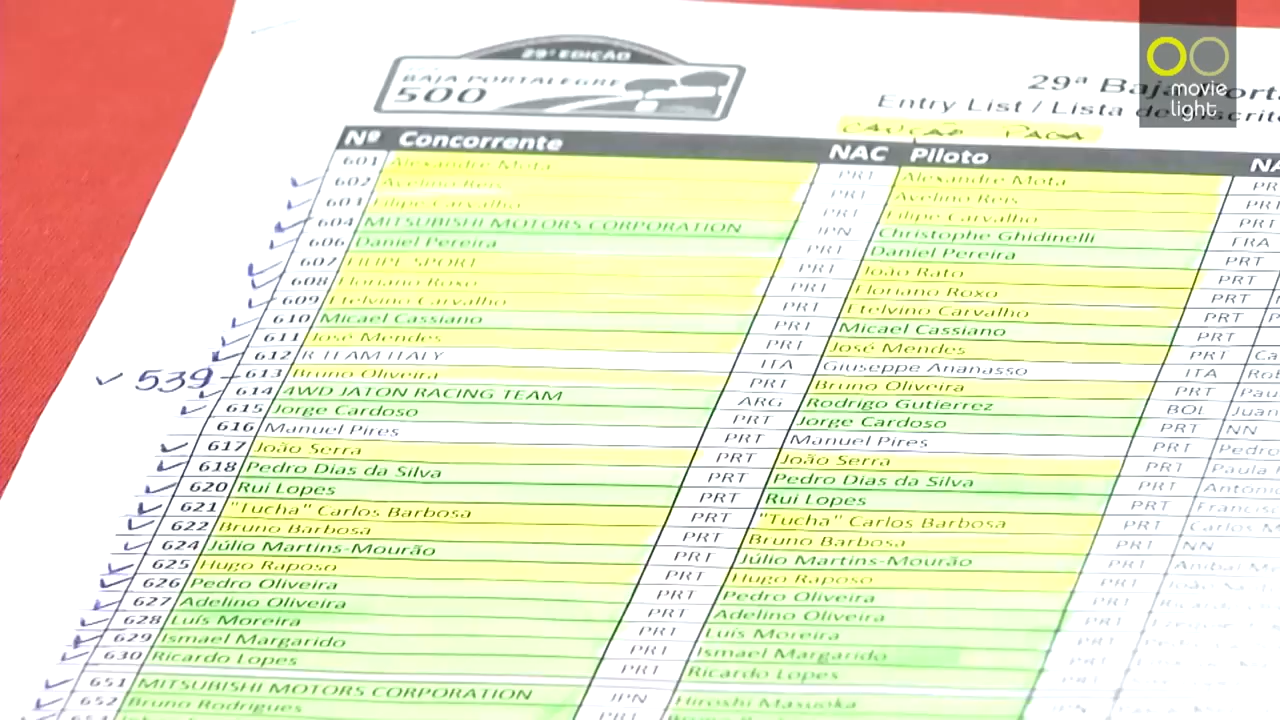 29ª EDIÇÃO
BAJA PORTALEGRE
500
movie
light
29ª Baja
Entry List / Lista de
CAUÇÃO PAGA
Nº Concorrente NAC Piloto
601 Alexandre Mota PRT Alexandre Mota
602 Avelino Reis PRT Avelino Reis PRT
603 Filipe Carvalho PRT Filipe Carvalho PRT
604 MITSUBISHI MOTORS CORPORATION JPN Christophe Ghidinelli FRA
606 Daniel Pereira PRT Daniel Pereira PRT
607 FILIPE SPORT PRT João Rato PRT
608 Floriano Roxo PRT Floriano Roxo PRT
609 Etelvino Carvalho PRT Etelvino Carvalho PRT
610 Micael Cassiano PRT Micael Cassiano PRT
611 José Mendes PRT José Mendes PRT
612 R TEAM ITALY ITA Giuseppe Ananasso ITA
539 613 Bruno Oliveira PRT Bruno Oliveira PRT
614 4WD JATON RACING TEAM ARG Rodrigo Gutierrez BOL Juan
615 Jorge Cardoso PRT Jorge Cardoso PRT NN
616 Manuel Pires PRT Manuel Pires PRT Pedro
617 João Serra PRT João Serra PRT Paula
618 Pedro Dias da Silva PRT Pedro Dias da Silva PRT
620 Rui Lopes PRT Rui Lopes PRT
621 "Tucha" Carlos Barbosa PRT "Tucha" Carlos Barbosa PRT Carlos
622 Bruno Barbosa PRT Bruno Barbosa PRT NN
624 Júlio Martins-Mourão PRT Júlio Martins-Mourão PRT
625 Hugo Raposo PRT Hugo Raposo PRT
626 Pedro Oliveira PRT Pedro Oliveira PRT
627 Adelino Oliveira PRT Adelino Oliveira PRT
628 Luís Moreira PRT Luís Moreira PRT
629 Ismael Margarido PRT Ismael Margarido PRT
630 Ricardo Lopes PRT Ricardo Lopes
651 MITSUBISHI MOTORS CORPORATION JPN Hiroshi Masuoka JPN
652 Bruno Rodrigues PRT